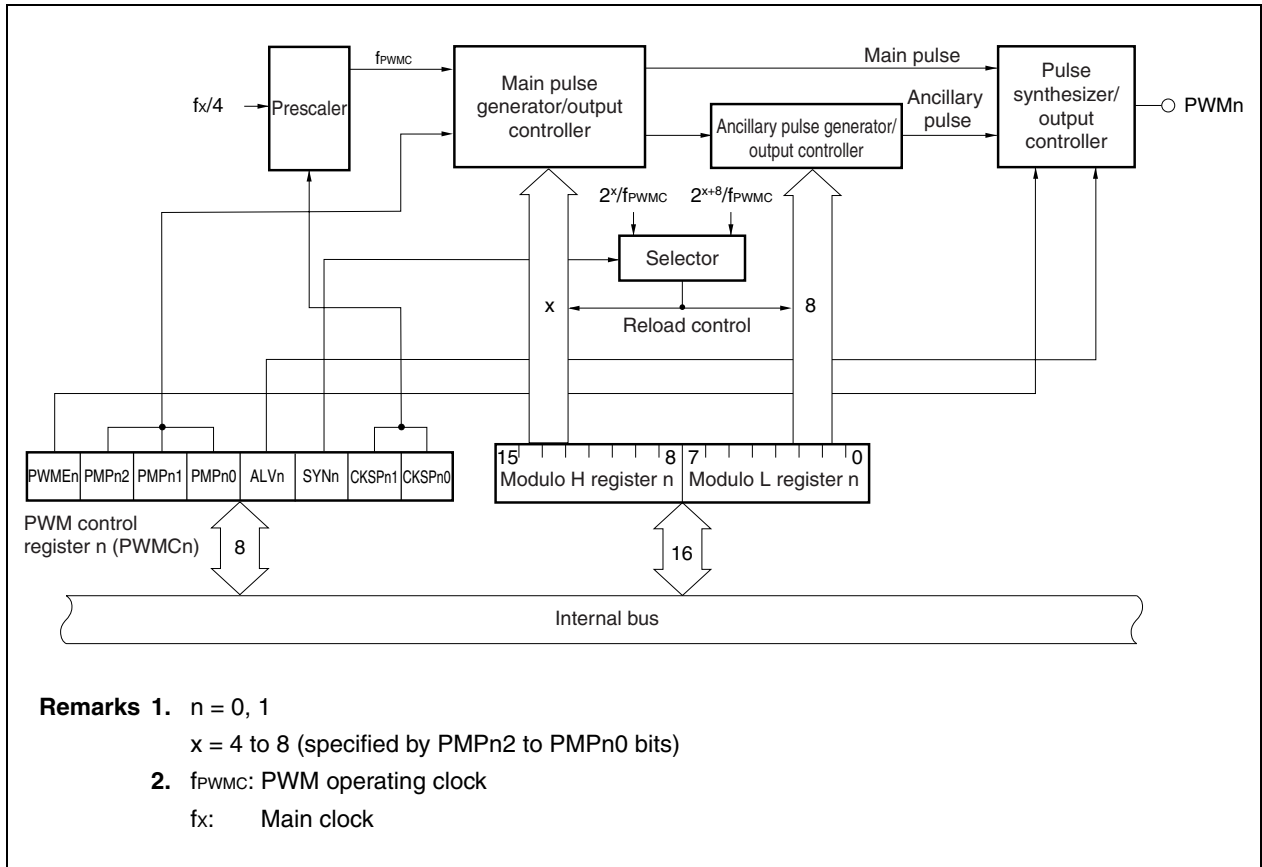 fPWMC
Main pulse
fX/4
Prescaler
Main pulse
generator/output
controller
Pulse
synthesizer/
output
controller
PWMn
Ancillary
pulse
Ancillary pulse generator/
output controller
2^x/fPWMC
2^x+8/fPWMC
Selector
x
8
Reload control
PWMEn PMPn2 PMPn1 PMPn0 ALVn SYNn CKSPn1 CKSPn0
15 8 7 0
Modulo H register n Modulo L register n
PWM control
register n (PWMCn)
8
16
Internal bus
Remarks 1. n = 0, 1
x = 4 to 8 (specified by PMPn2 to PMPn0 bits)
2. fPWMC: PWM operating clock
fX: Main clock